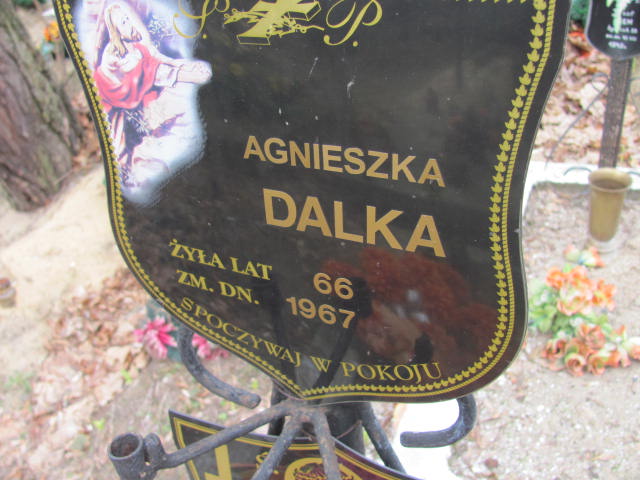 Ś. P.
AGNIESZKA
DALKA
ŻYŁA LAT 66
ZM. DN. 1967
SPOCZYWAJ W POKOJU